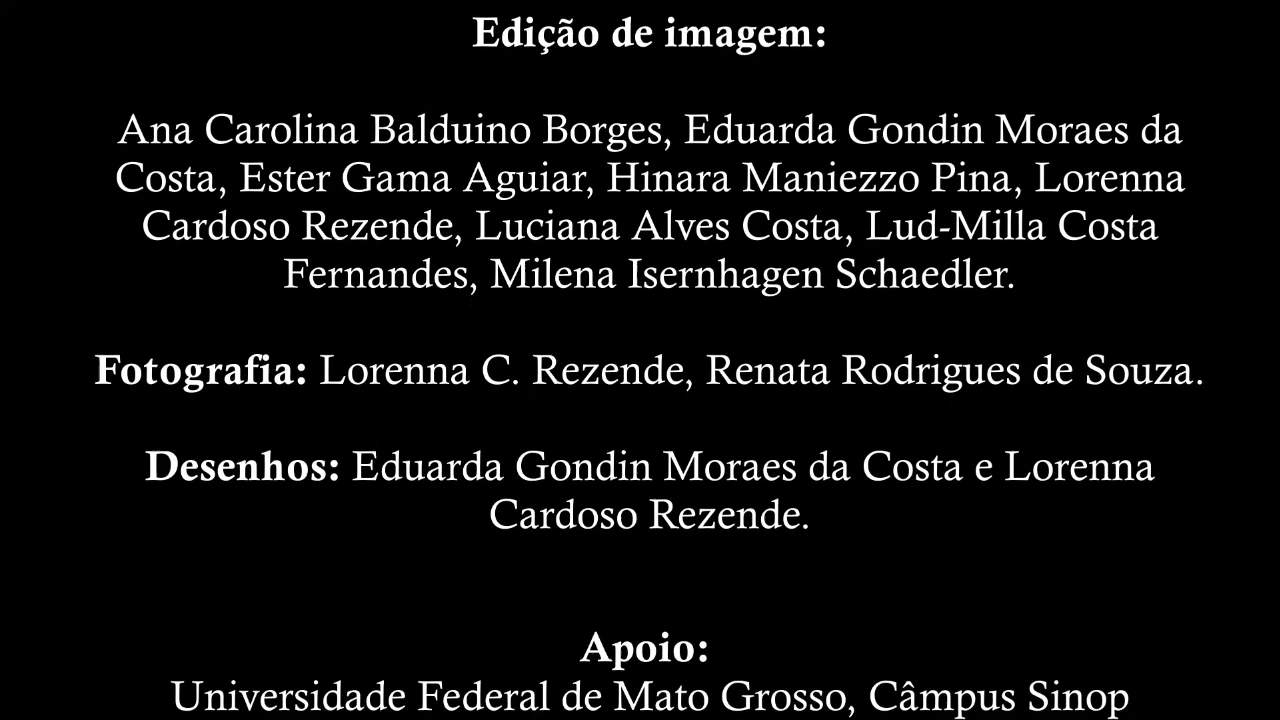 Edição de imagem:
Ana Carolina Balduino Borges, Eduarda Gondin Moraes da
Costa, Ester Gama Aguiar, Hinara Maniezzo Pina, Lorenna
Cardoso Rezende, Luciana Alves Costa, Lud-Milla Costa
Fernandes, Milena Isernhagen Schaedler.
Fotografia: Lorenna C. Rezende, Renata Rodrigues de Souza.
Desenhos: Eduarda Gondin Moraes da Costa e Lorenna
Cardoso Rezende.
Apoio:
Universidade Federal de Mato Grosso, Câmpus Sinop